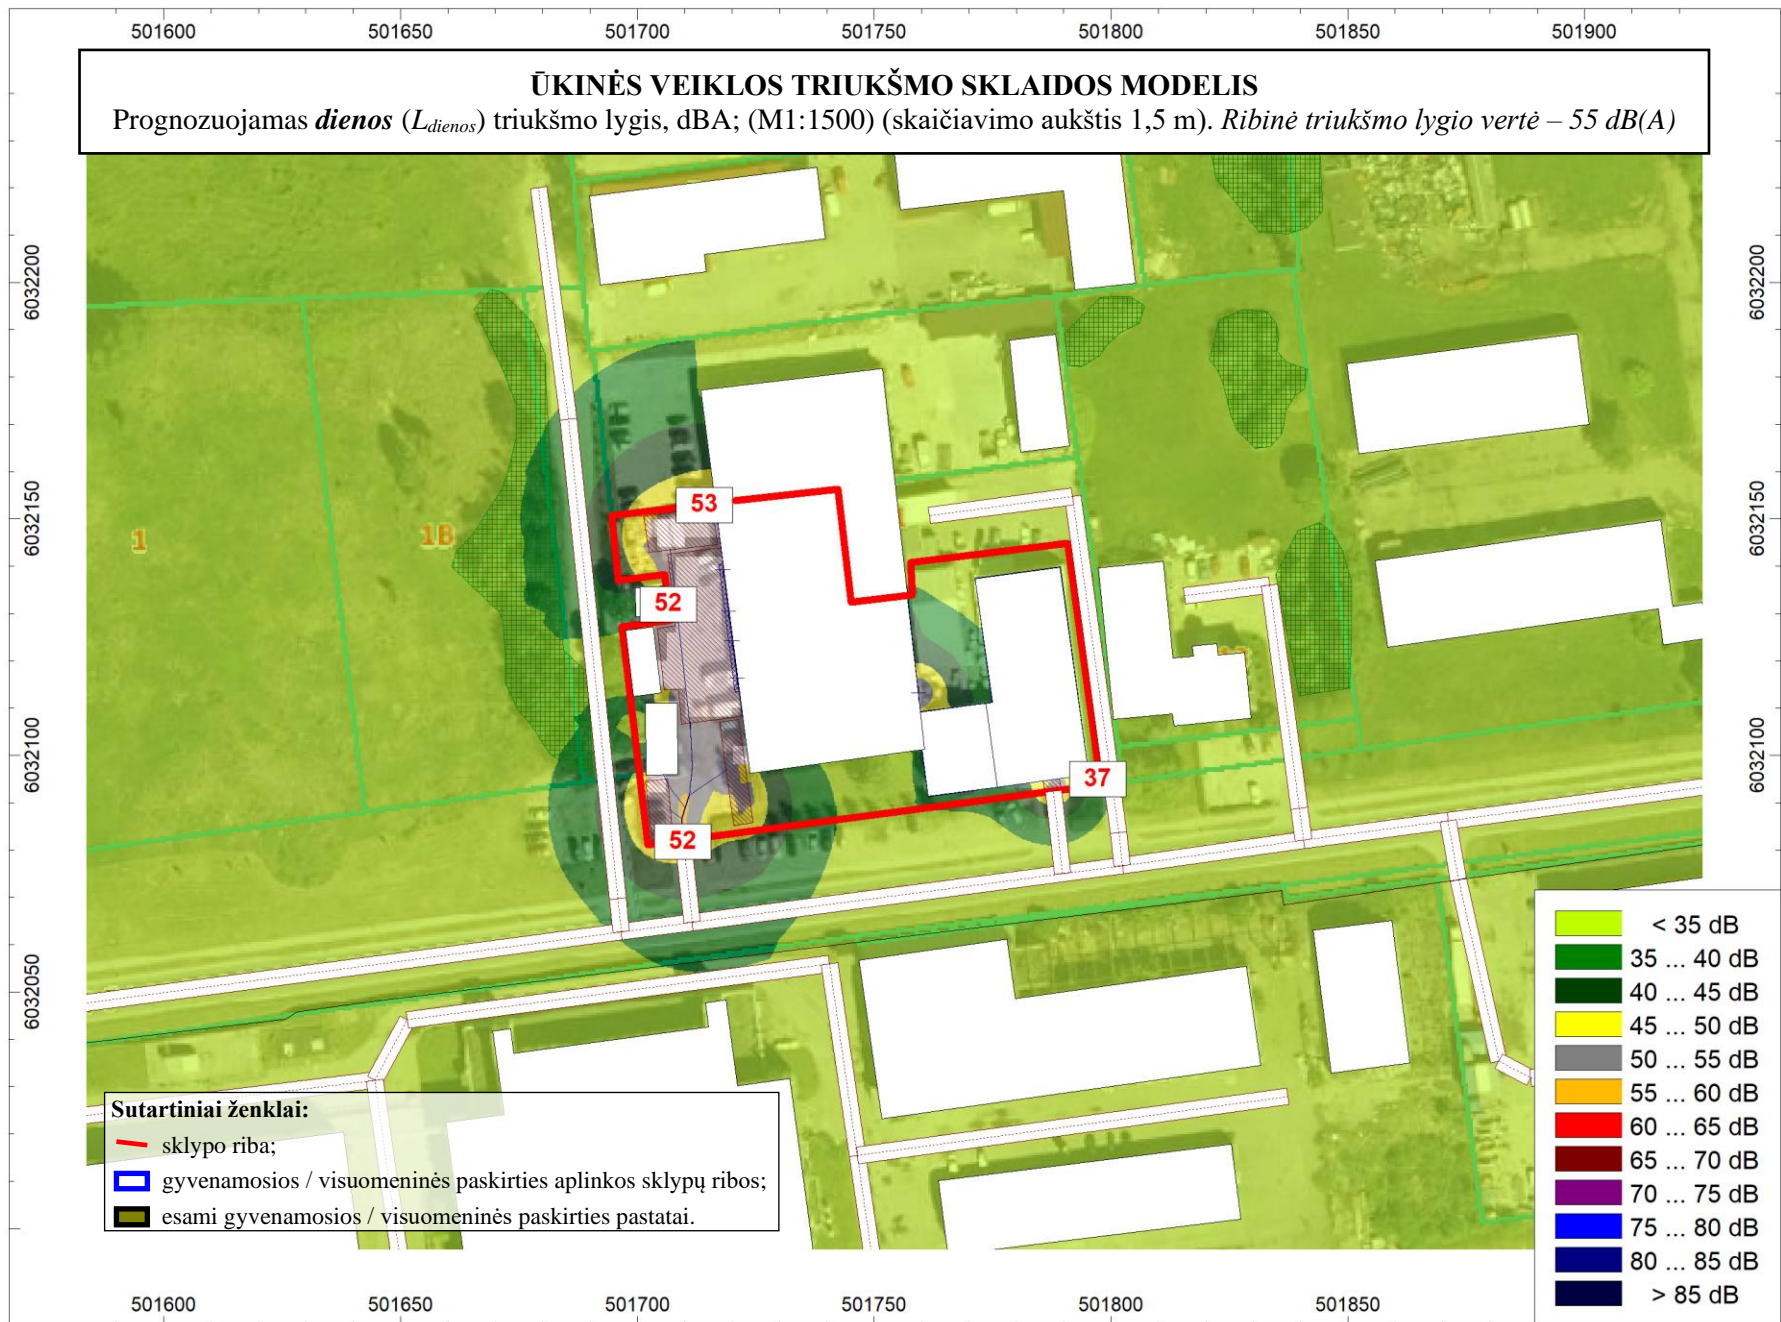 501600 501650 501700 501750 501800 501850 501900
ŪKINĖS VEIKLOS TRIUKŠMO SKLAIDOS MODELIS
Prognozuojamas dienos (Ldienos) triukšmo lygis, dBA; (M1:1500) (skaičiavimo aukštis 1,5 m). Ribinė triukšmo lygio vertė – 55 dB(A)
6032200 6032200
6032150 6032150
6032100 6032100
6032050
53
1 1B
52
37
52
< 35 dB
35 ... 40 dB
40 ... 45 dB
45 ... 50 dB
50 ... 55 dB
55 ... 60 dB
60 ... 65 dB
65 ... 70 dB
70 ... 75 dB
75 ... 80 dB
80 ... 85 dB
> 85 dB
Sutartiniai ženklai:
sklypo riba;
gyvenamosios / visuomeninės paskirties aplinkos sklypų ribos;
esami gyvenamosios / visuomeninės paskirties pastatai.
501600 501650 501700 501750 501800 501850